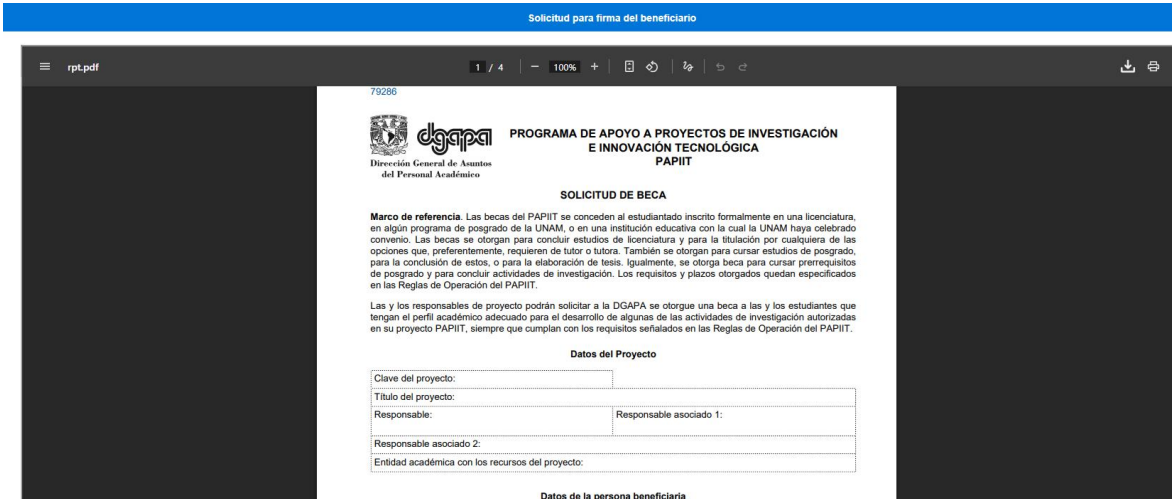 Solicitud para firma del beneficiario
rpt.pdf
1 / 4
100%
79286
dgapa
Dirección General de Asuntos
del Personal Académico
PROGRAMA DE APOYO A PROYECTOS DE INVESTIGACIÓN
E INNOVACIÓN TECNOLÓGICA
PAPIIT
SOLICITUD DE BECA
Marco de referencia. Las becas del PAPIIT se conceden al estudiantado inscrito formalmente en una licenciatura,
en algún programa de posgrado de la UNAM, o en una institución educativa con la cual la UNAM haya celebrado
convenio. Las becas se otorgan para concluir estudios de licenciatura y para la titulación por cualquiera de las
opciones que, preferentemente, requieren de tutor o tutora. También se otorgan para cursar estudios de posgrado,
para la conclusión de estos, o para la elaboración de tesis. Igualmente, se otorga beca para cursar prerrequisitos
de posgrado y para concluir actividades de investigación. Los requisitos y plazos otorgados quedan especificados
en las Reglas de Operación del PAPIIT.
Las y los responsables de proyecto podrán solicitar a la DGAPA se otorgue una beca a las y los estudiantes que
tengan el perfil académico adecuado para el desarrollo de algunas de las actividades de investigación autorizadas
en su proyecto PAPIIT, siempre que cumplan con los requisitos señalados en las Reglas de Operación del PAPIIT.
Datos del Proyecto
Clave del proyecto:
Título del proyecto:
Responsable:
Responsable asociado 1:
Responsable asociado 2:
Entidad académica con los recursos del proyecto:
Datos de la persona beneficiaria